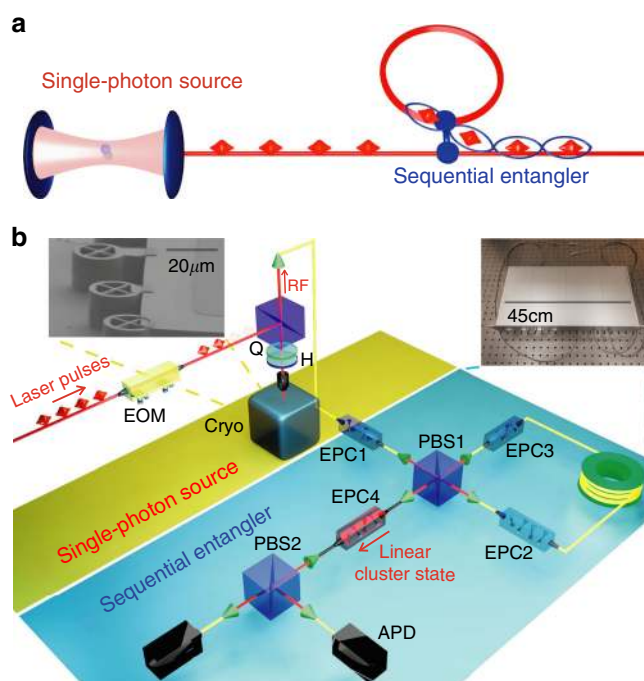 a
Single-photon source
Sequential entangler
b
20μm
RF
45cm
Q
H
Laser pulses
EOM
Cryo
EPC1
PBS1
EPC3
EPC4
EPC2
Single-photon source
Sequential entangler
PBS2
Linear
cluster state
APD